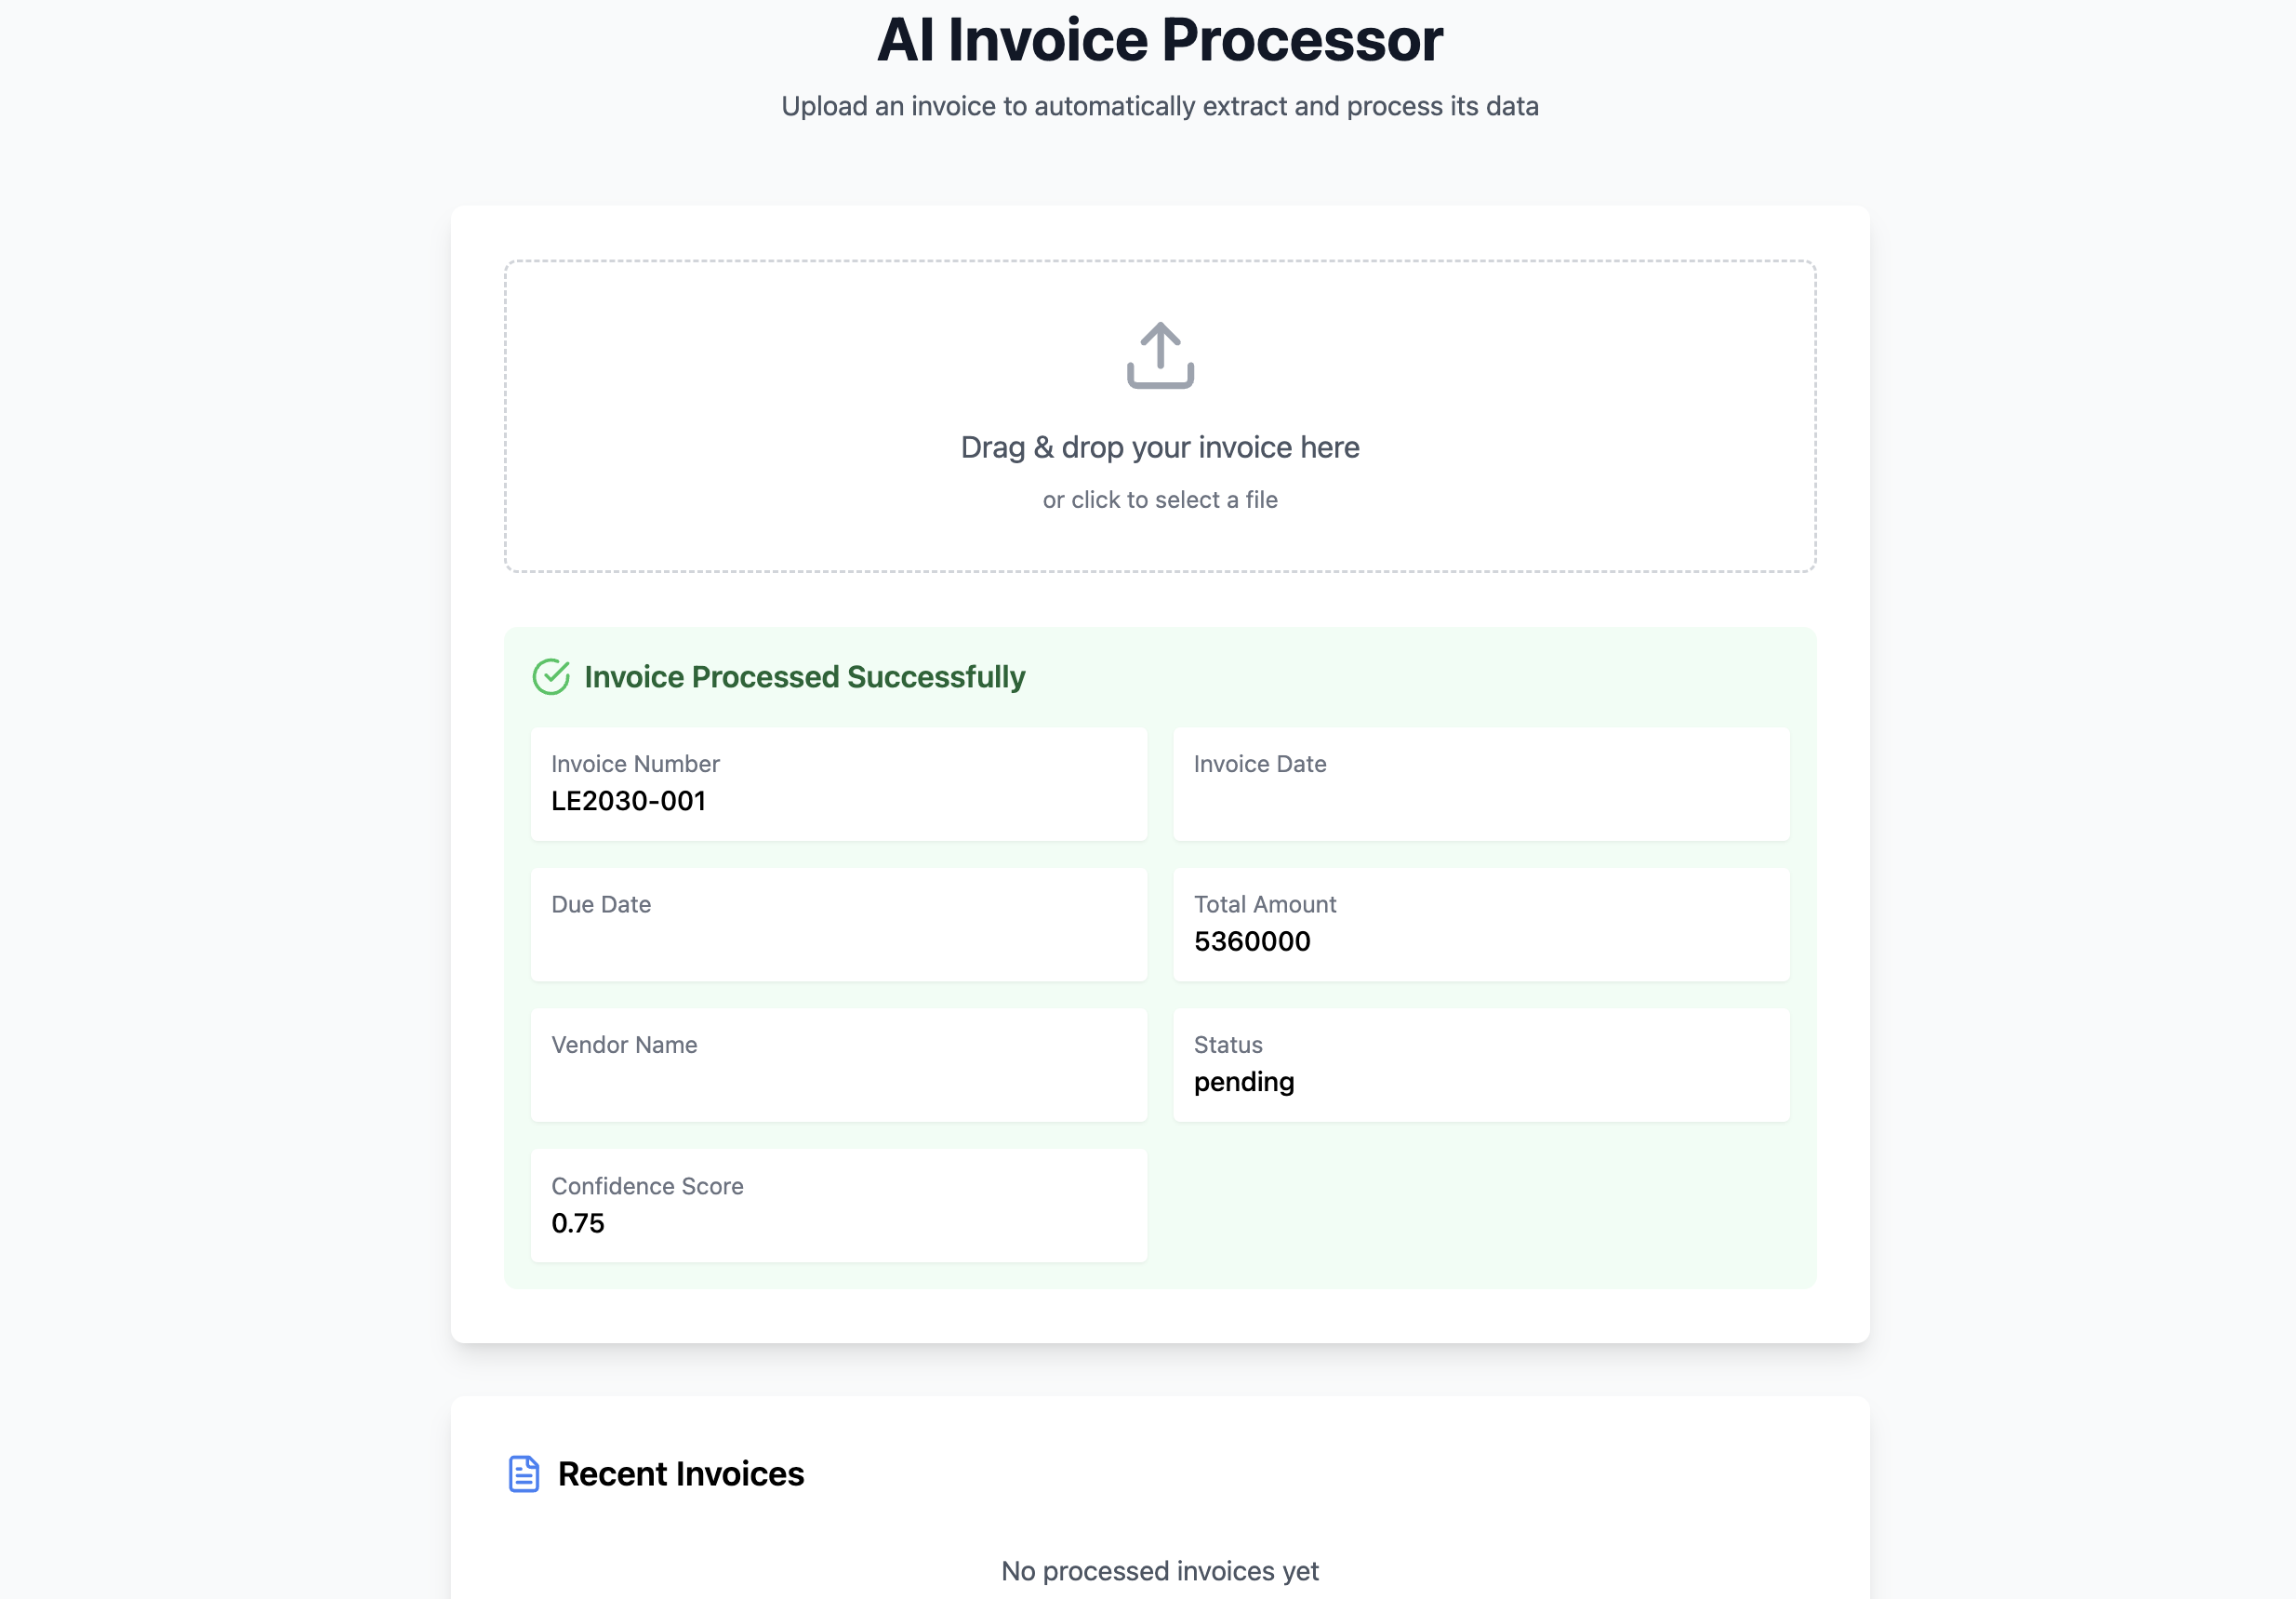 AI Invoice Processor
Upload an invoice to automatically extract and process its data
Drag & drop your invoice here
or click to select a file
Invoice Processed Successfully
Invoice Number
LE2030-001
Invoice Date
Due Date
Total Amount
5360000
Vendor Name
Status
pending
Confidence Score
0.75
Recent Invoices
No processed invoices yet